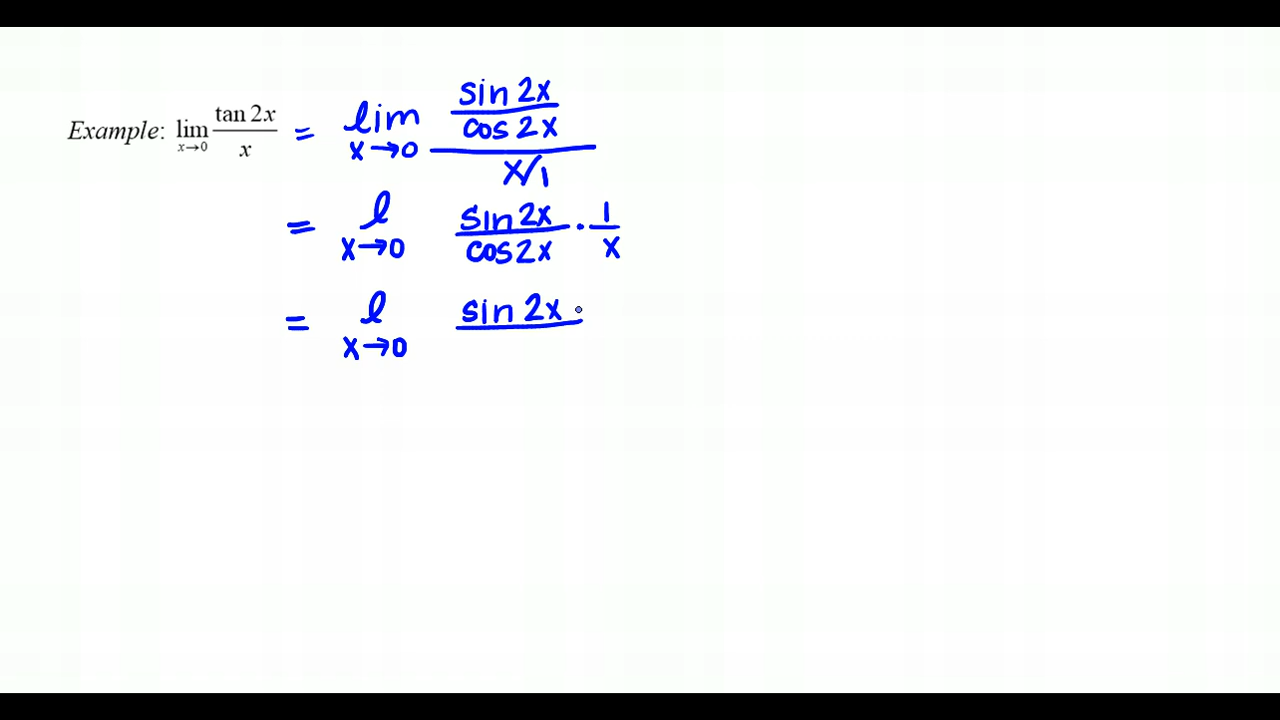 Example: lim x→0 tan 2x / x = lim x→0 (sin 2x / cos 2x) / (x/1)
= l x→0 sin 2x / cos 2x · 1 / x
= l x→0 sin 2x